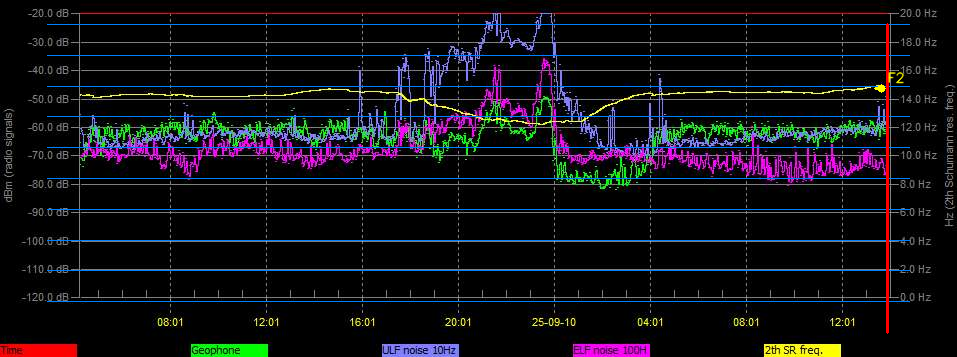 -20.0 dB
20.0 Hz
-30.0 dB
18.0 Hz
-40.0 dB
16.0 Hz
F2
-50.0 dB
14.0 Hz
-60.0 dB
12.0 Hz
-70.0 dB
10.0 Hz
-80.0 dB
8.0 Hz
-90.0 dB
6.0 Hz
-100.0 dB
4.0 Hz
-110.0 dB
2.0 Hz
-120.0 dB
0.0 Hz
dBm (radio signals)
Hz (2th Schumann res. freq.)
08:01 12:01 16:01 20:01 25-09-10 04:01 08:01 12:01
Time Geophone ULF noise 10Hz ELF noise 100H 2th SR freq.